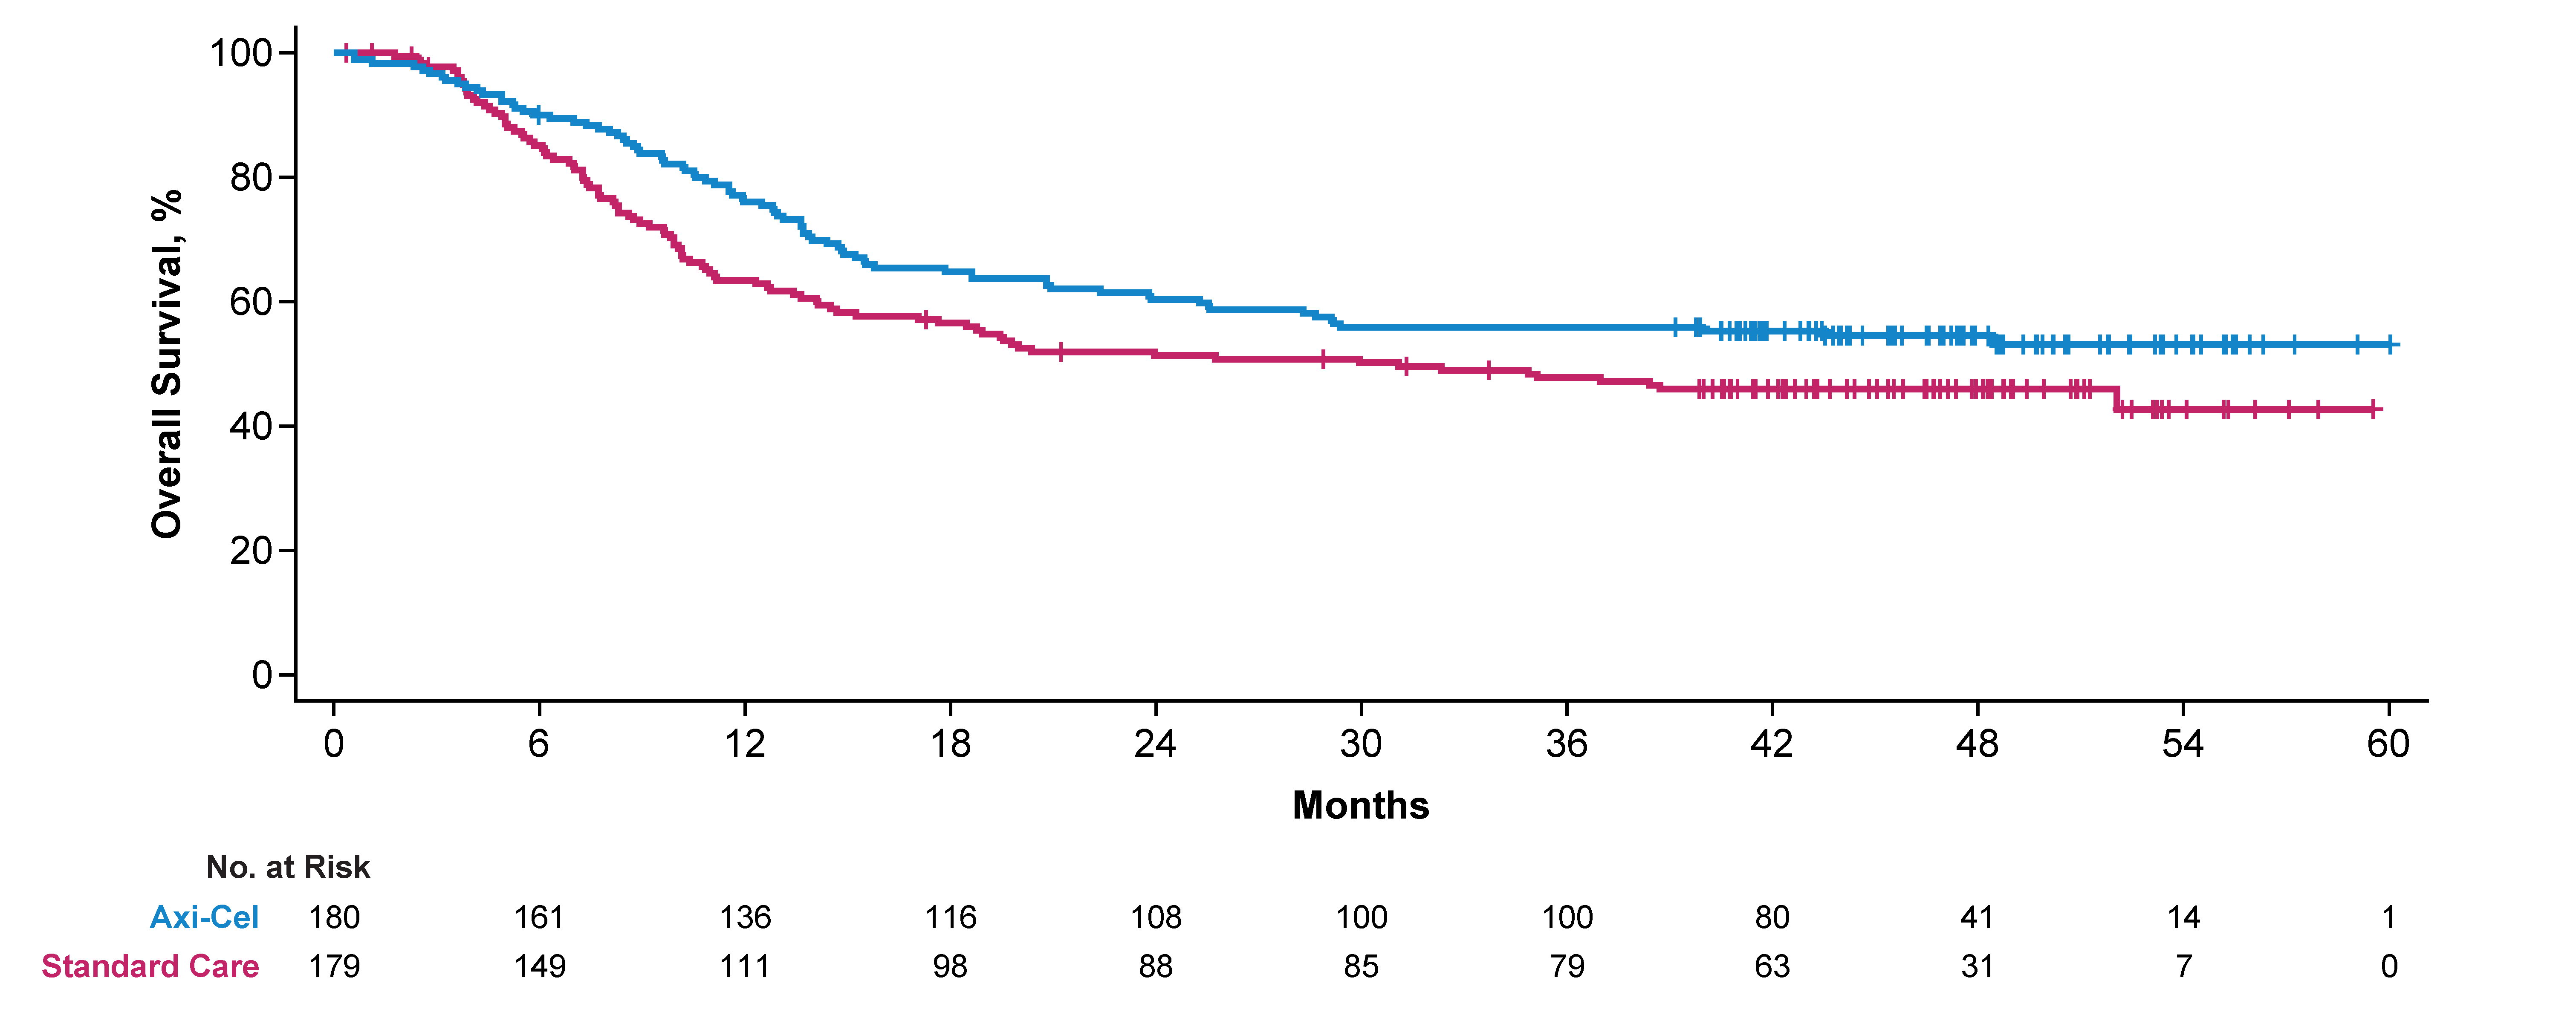 100
80
60
40
20
0
Overall Survival, %
0 6 12 18 24 30 36 42 48 54 60
Months
No. at Risk
Axi-Cel 180 161 136 116 108 100 100 80 41 14 1
Standard Care 179 149 111 98 88 85 79 63 31 7 0